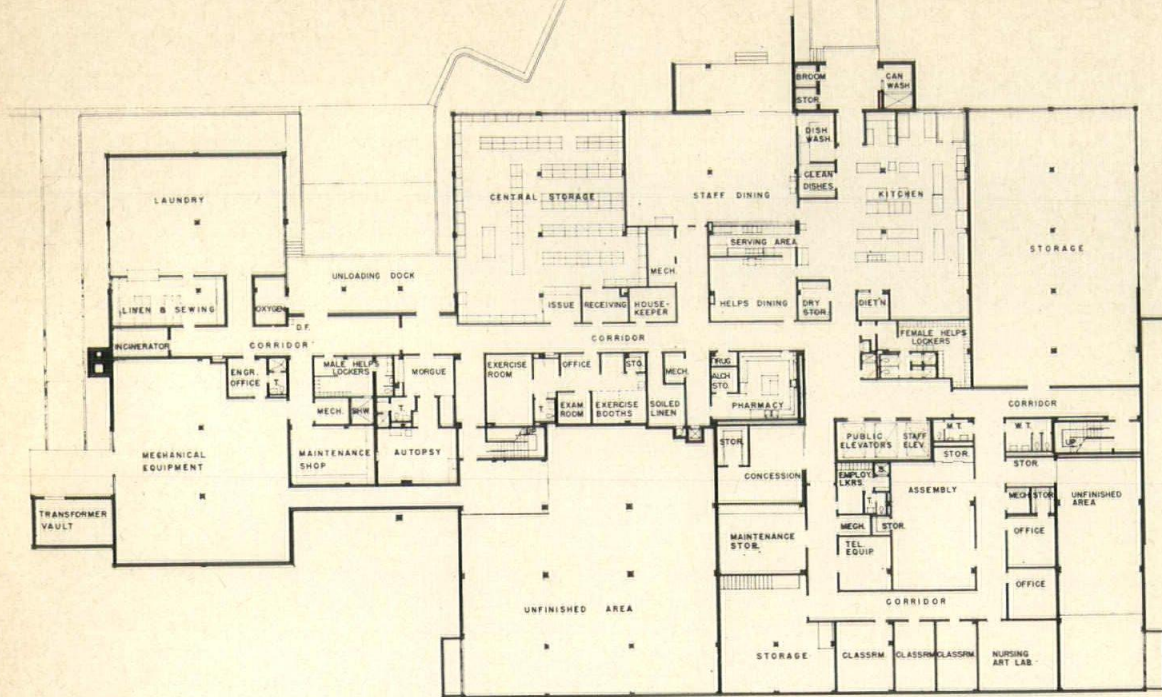 BROOM
STOR.
CAN
WASH
DISH
WASH.
CLEAN
DISHES
KITCHEN
LAUNDRY
CENTRAL STORAGE
STAFF DINING
STORAGE
SERVING AREA
UNLOADING DOCK
MECH.
LINEN & SEWING
OXYGEN
ISSUE
RECEIVING
HOUSE-
KEEPER
HELPS DINING
DRY
STOR.
DIET'N
D.F.
INCINERATOR
CORRIDOR
CORRIDOR
FEMALE HELPS
LOCKERS
ENGR.
OFFICE
T.
MALE HELPS
LOCKERS
MORGUE
EXERCISE
ROOM
OFFICE
STO.
MECH.
DRUG
ALCH
STO.
PHARMACY
MECH.
SHW.
T.
T.
EXAM
ROOM
EXERCISE
BOOTHS
SOILED
LINEN
CORRIDOR
MECHANICAL
EQUIPMENT
MAINTENANCE
SHOP
AUTOPSY
STOR.
CONCESSION
PUBLIC
ELEVATORS
STAFF
ELEV.
M.T.
STOR.
W.T.
UP
STOR.
EMPLOY.
LKRS.
S.
T.
ASSEMBLY
MECH
STOR.
UNFINISHED
AREA
TRANSFORMER
VAULT
MAINTENANCE
STOR.
MECH.
STOR.
TEL.
EQUIP.
OFFICE
OFFICE
UNFINISHED AREA
CORRIDOR
STORAGE
CLASSRM.
CLASSRM.
CLASSRM.
NURSING
ART LAB.